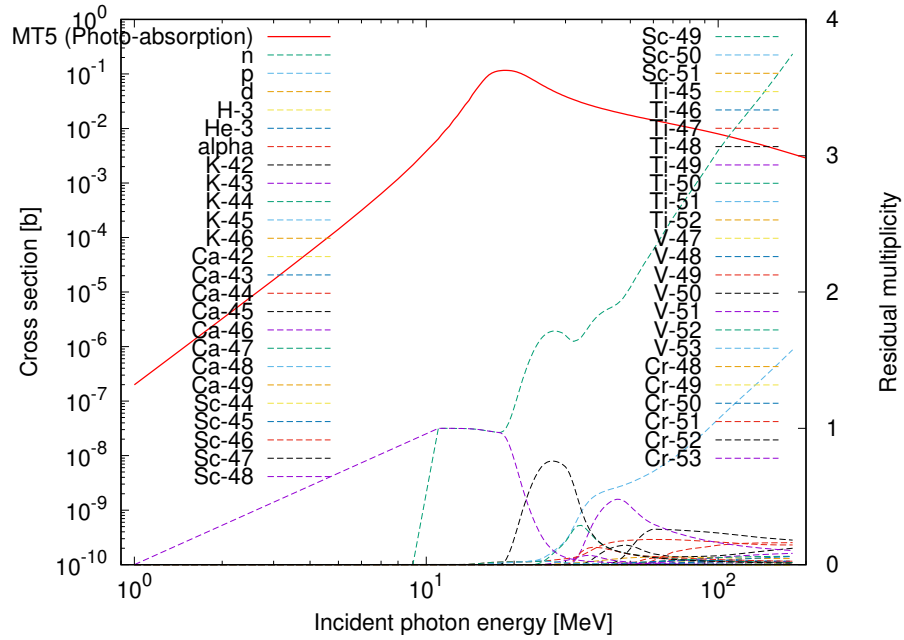 MT5 (Photo-absorption)
n
p
d
H-3
He-3
alpha
K-42
K-43
K-44
K-45
K-46
Ca-42
Ca-43
Ca-44
Ca-45
Ca-46
Ca-47
Ca-48
Ca-49
Sc-44
Sc-45
Sc-46
Sc-47
Sc-48
Sc-49
Sc-50
Sc-51
Ti-45
Ti-46
Ti-47
Ti-48
Ti-49
Ti-50
Ti-51
Ti-52
V-47
V-48
V-49
V-50
V-51
V-52
V-53
Cr-48
Cr-49
Cr-50
Cr-51
Cr-52
Cr-53
Cross section [b]
10^0
10^-1
10^-2
10^-3
10^-4
10^-5
10^-6
10^-7
10^-8
10^-9
10^-10
4
3
2
1
0
Residual multiplicity
10^0
10^1
10^2
Incident photon energy [MeV]